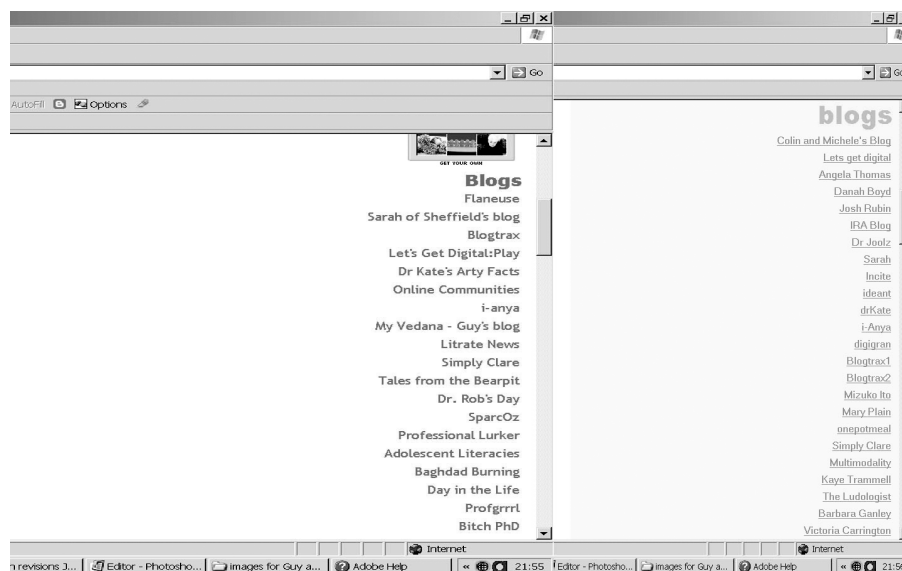 Go
AutoFill Options
GET YOUR OWN
Blogs
Flaneuse
Sarah of Sheffield's blog
Blogtrax
Let's Get Digital:Play
Dr Kate's Arty Facts
Online Communities
i-anya
My Vedana - Guy's blog
Litrate News
Simply Clare
Tales from the Bearpit
Dr. Rob's Day
SparcOz
Professional Lurker
Adolescent Literacies
Baghdad Burning
Day in the Life
Profgrrrl
Bitch PhD
Internet
n revisions J... Editor - Photosho... images for Guy a... Adobe Help « 21:55
Go
blogs
Colin and Michele's Blog
Lets get digital
Angela Thomas
Danah Boyd
Josh Rubin
IRA Blog
Dr Joolz
Sarah
Incite
ideant
drKate
i-Anya
digigran
Blogtrax1
Blogtrax2
Mizuko Ito
Mary Plain
onepotmeal
Simply Clare
Multimodality
Kaye Trammell
The Ludologist
Barbara Ganley
Victoria Carrington
Internet
Editor - Photosho... images for Guy a... Adobe Help « 21:56